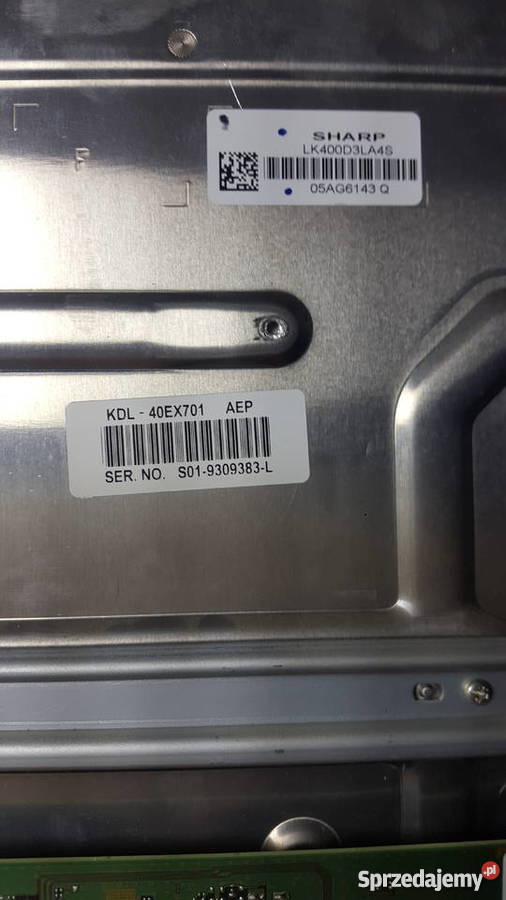 SHARP
LK400D3LA4S
05AG6143 Q
KDL - 40EX701 AEP
SER. NO. S01-9309383-L
Sprzedajemy.pl